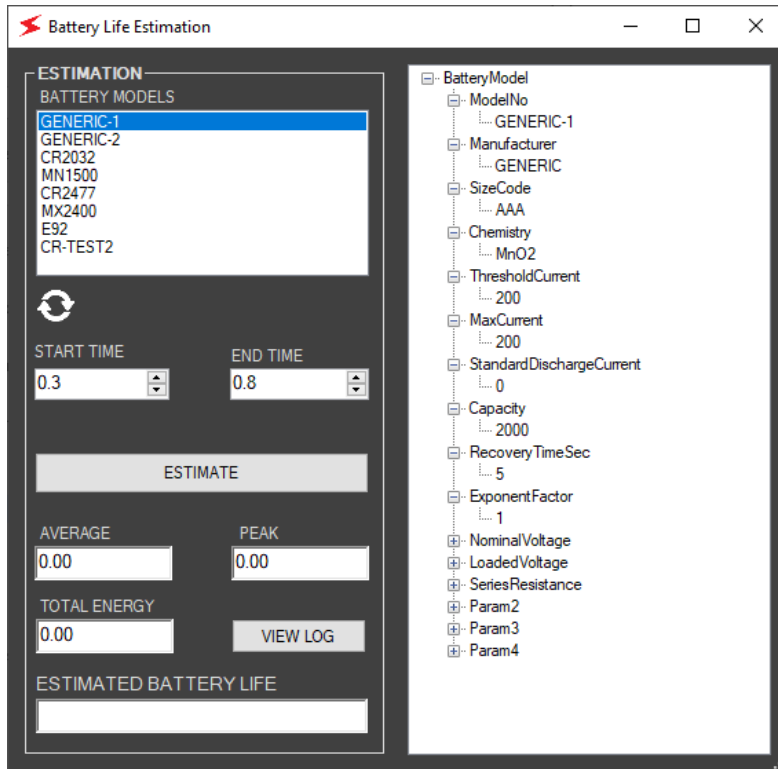 Battery Life Estimation
ESTIMATION
BATTERY MODELS
GENERIC-1
GENERIC-2
CR2032
MN1500
CR2477
MX2400
E92
CR-TEST2
START TIME
END TIME
0.3
0.8
ESTIMATE
AVERAGE
PEAK
0.00
0.00
TOTAL ENERGY
0.00
VIEW LOG
ESTIMATED BATTERY LIFE
BatteryModel
ModelNo
GENERIC-1
Manufacturer
GENERIC
SizeCode
AAA
Chemistry
MnO2
ThresholdCurrent
200
MaxCurrent
200
StandardDischargeCurrent
0
Capacity
2000
RecoveryTimeSec
5
ExponentFactor
1
NominalVoltage
LoadedVoltage
SeriesResistance
Param2
Param3
Param4